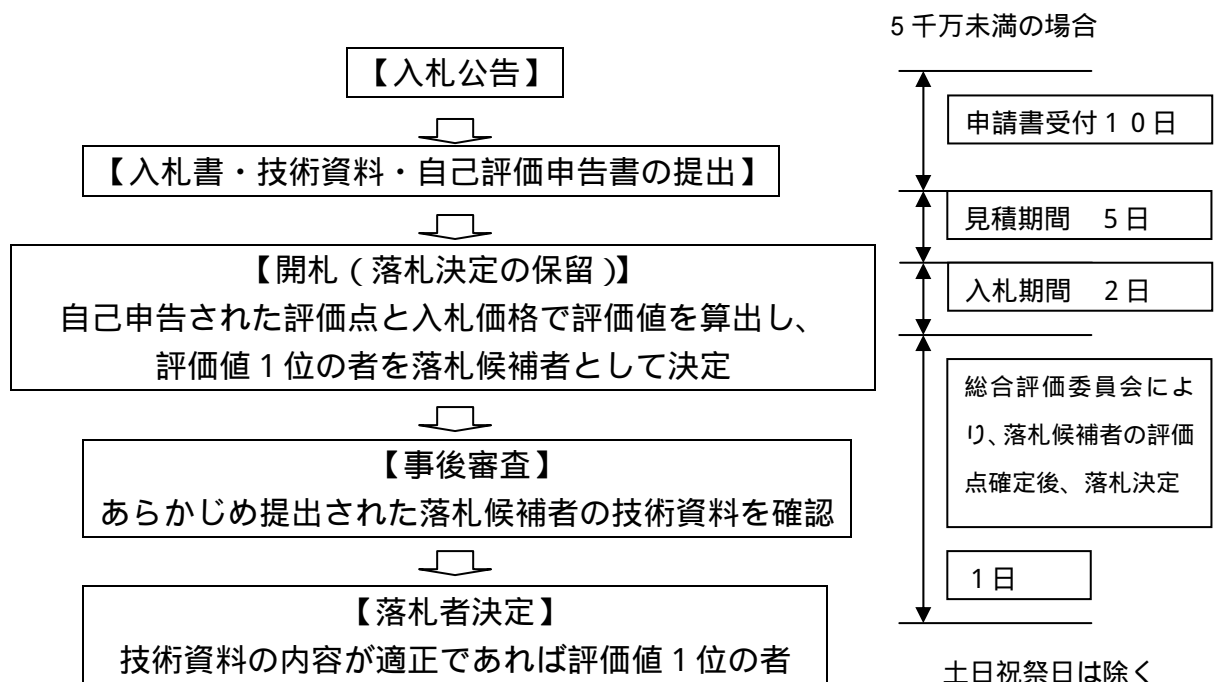 5千万未満の場合
【入札公告】
申請書受付１０日
【入札書・技術資料・自己評価申告書の提出】
見積期間　5日
【開札（落札決定の保留）】
自己申告された評価点と入札価格で評価値を算出し、
評価値１位の者を落札候補者として決定
入札期間　2日
総合評価委員会によ
り、落札候補者の評価
点確定後、落札決定
【事後審査】
あらかじめ提出された落札候補者の技術資料を確認
1日
【落札者決定】
技術資料の内容が適正であれば評価値１位の者
土日祝祭日は除く